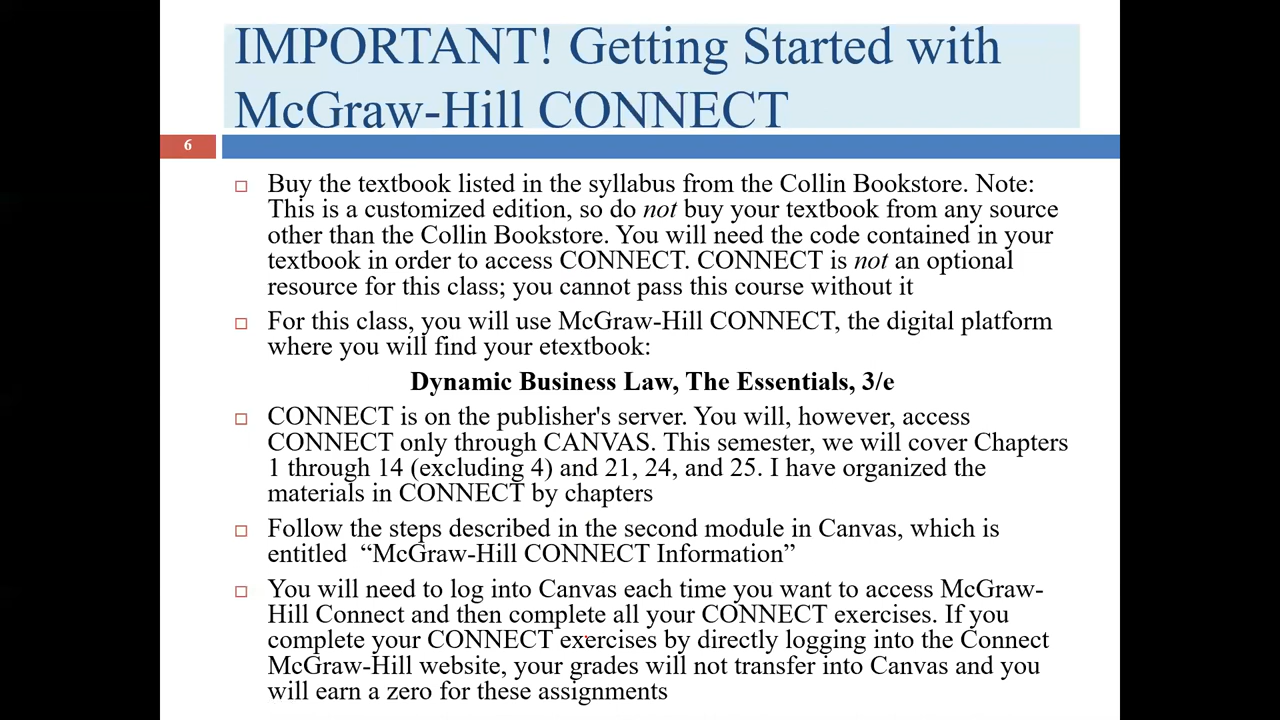 IMPORTANT! Getting Started with
McGraw-Hill CONNECT
6
Buy the textbook listed in the syllabus from the Collin Bookstore. Note:
This is a customized edition, so do not buy your textbook from any source
other than the Collin Bookstore. You will need the code contained in your
textbook in order to access CONNECT. CONNECT is not an optional
resource for this class; you cannot pass this course without it
For this class, you will use McGraw-Hill CONNECT, the digital platform
where you will find your etextbook:
Dynamic Business Law, The Essentials, 3/e
CONNECT is on the publisher's server. You will, however, access
CONNECT only through CANVAS. This semester, we will cover Chapters
1 through 14 (excluding 4) and 21, 24, and 25. I have organized the
materials in CONNECT by chapters
Follow the steps described in the second module in Canvas, which is
entitled “McGraw-Hill CONNECT Information”
You will need to log into Canvas each time you want to access McGraw-
Hill Connect and then complete all your CONNECT exercises. If you
complete your CONNECT exercises by directly logging into the Connect
McGraw-Hill website, your grades will not transfer into Canvas and you
will earn a zero for these assignments